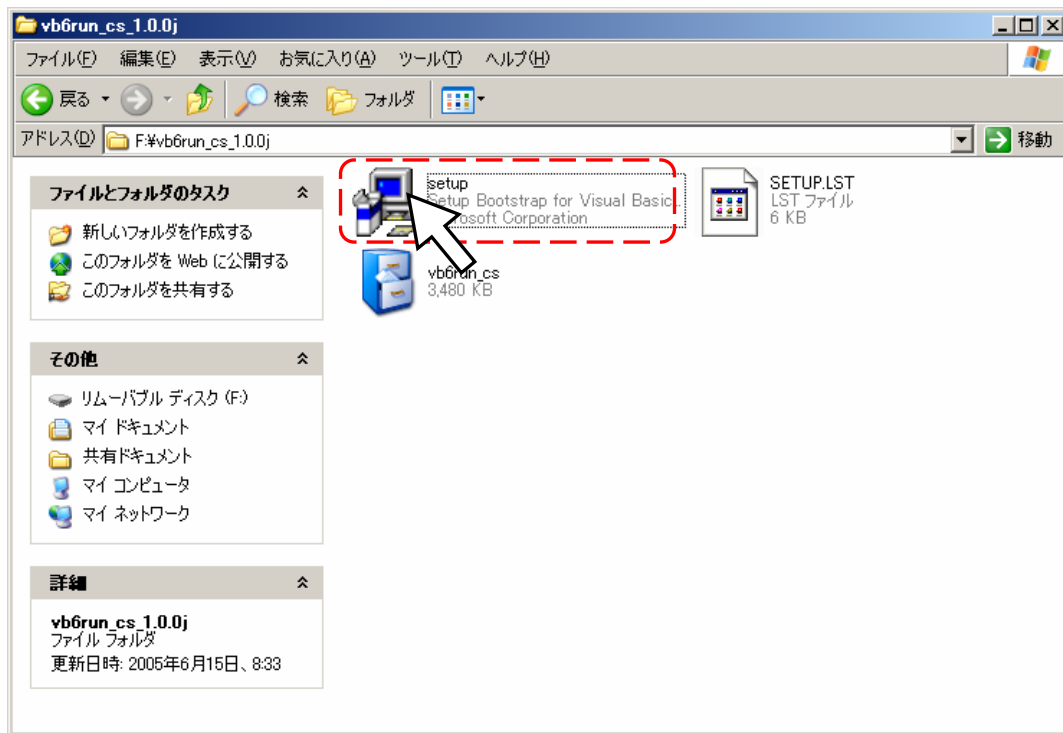 vb6run_cs_1.0.0j
ファイル(F) 編集(E) 表示(V) お気に入り(A) ツール(T) ヘルプ(H)
戻る 検索 フォルダ
アドレス(D) F:¥vb6run_cs_1.0.0j 移動
ファイルとフォルダのタスク
新しいフォルダを作成する
このフォルダを Web に公開する
このフォルダを共有する
その他
リムーバブル ディスク (F:)
マイ ドキュメント
共有ドキュメント
マイ コンピュータ
マイ ネットワーク
詳細
vb6run_cs_1.0.0j
ファイル フォルダ
更新日時: 2005年6月15日、8:33
setup
Setup Bootstrap for Visual Basic...
Corporation
SETUP.LST
LST ファイル
6 KB
vb6run_cs
3,480 KB